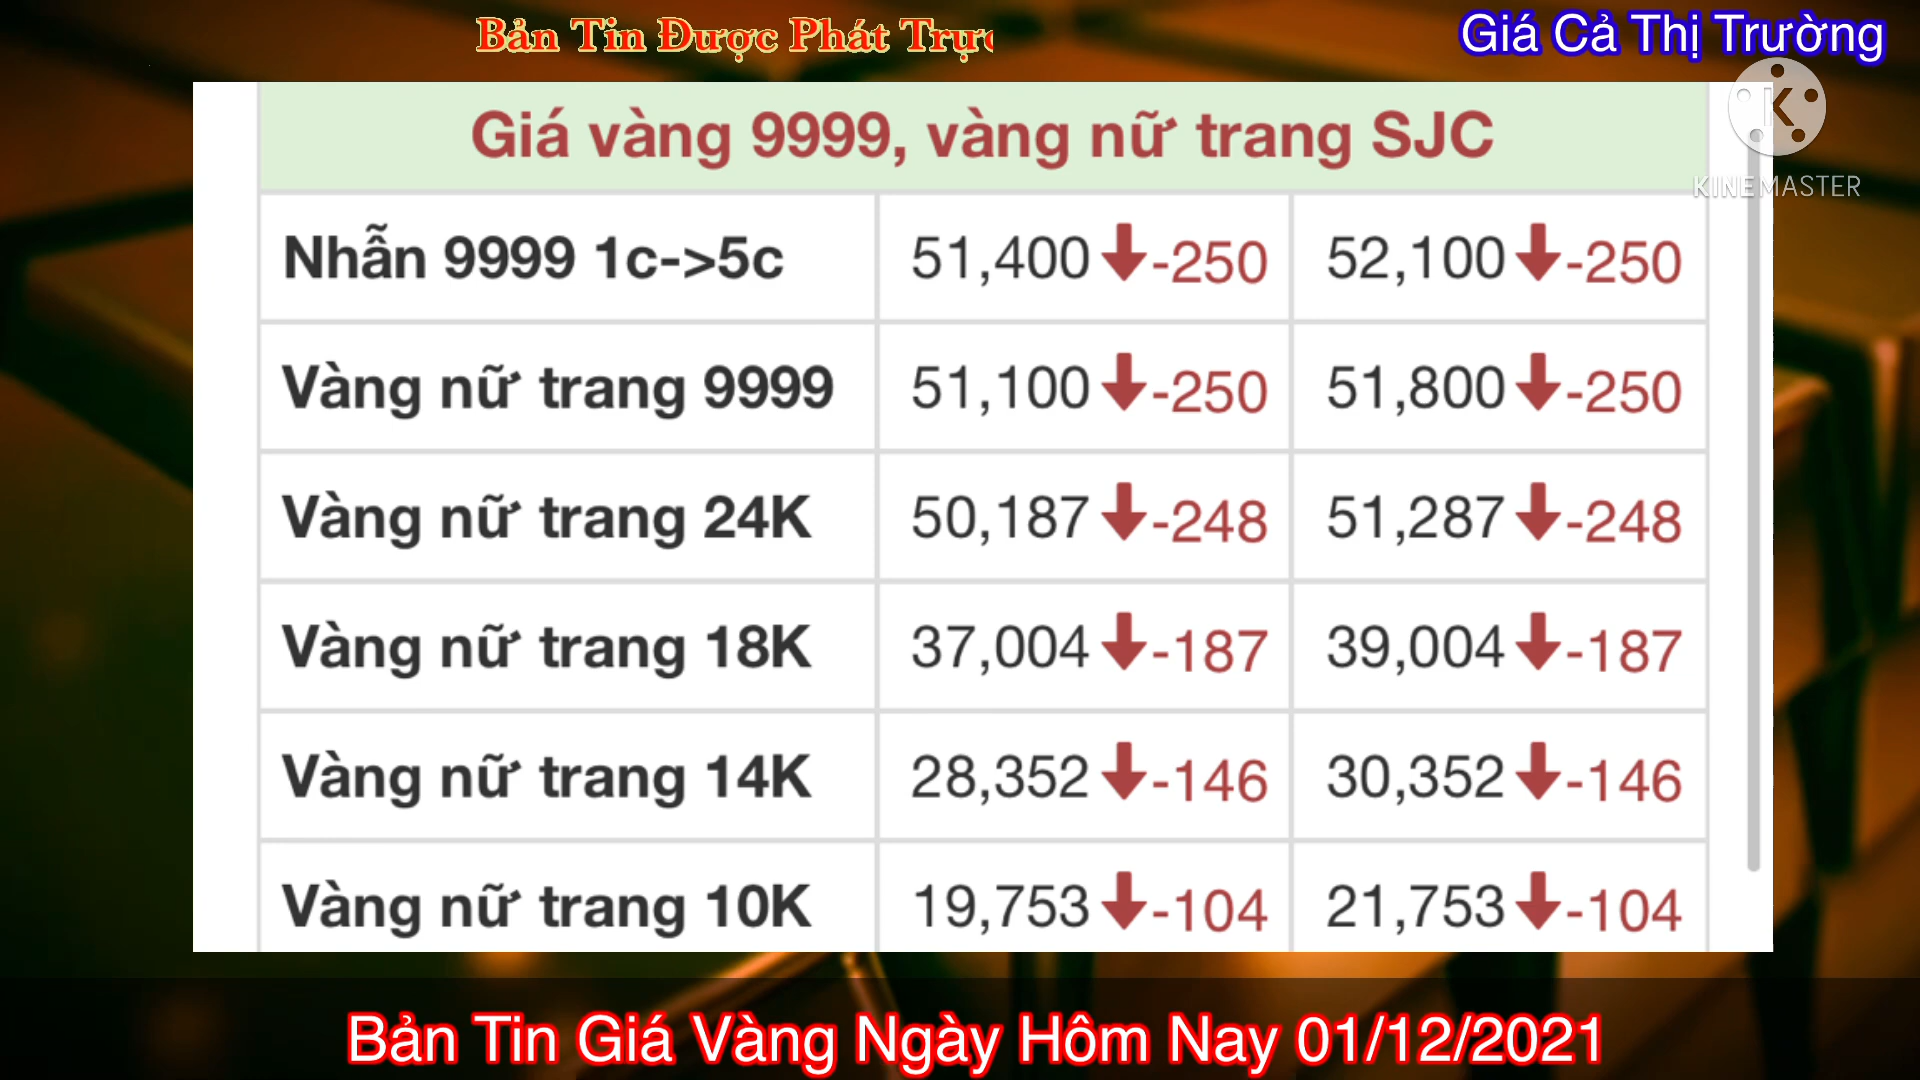 Bản Tin Được Phát Trực
Giá Cả Thị Trường
KINEMASTER
Giá vàng 9999, vàng nữ trang SJC
Nhẫn 9999 1c->5c 51,400 -250 52,100 -250
Vàng nữ trang 9999 51,100 -250 51,800 -250
Vàng nữ trang 24K 50,187 -248 51,287 -248
Vàng nữ trang 18K 37,004 -187 39,004 -187
Vàng nữ trang 14K 28,352 -146 30,352 -146
Vàng nữ trang 10K 19,753 -104 21,753 -104
Bản Tin Giá Vàng Ngày Hôm Nay 01/12/2021